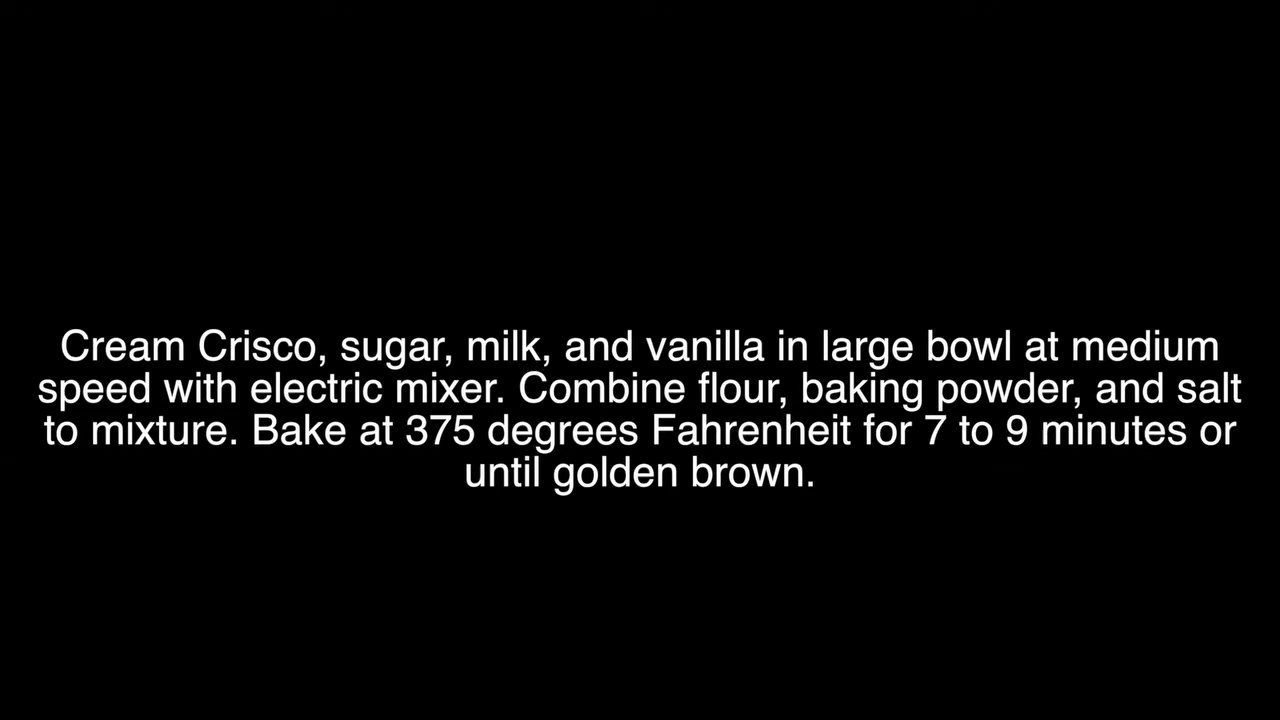 Cream Crisco, sugar, milk, and vanilla in large bowl at medium
speed with electric mixer. Combine flour, baking powder, and salt
to mixture. Bake at 375 degrees Fahrenheit for 7 to 9 minutes or
until golden brown.